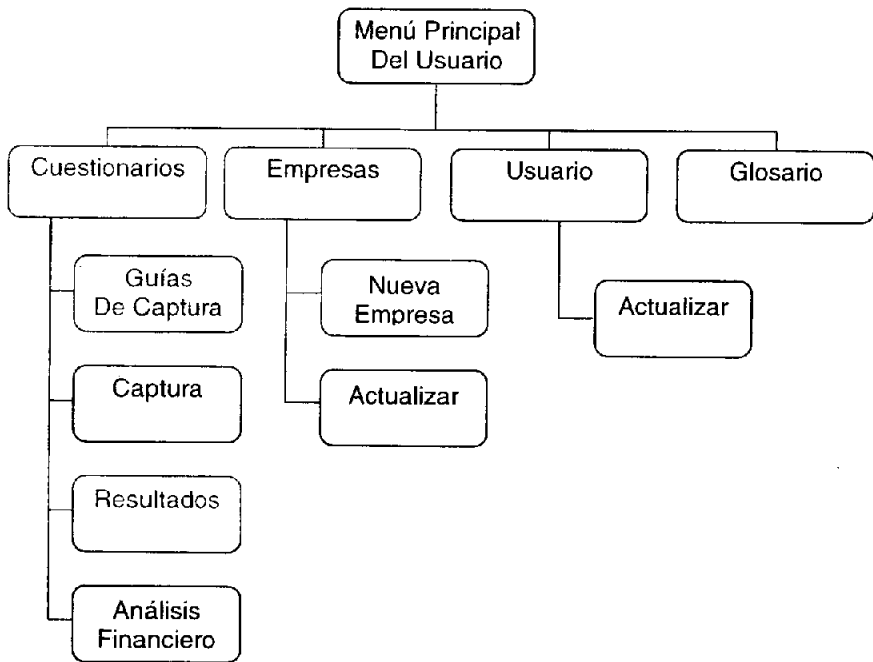 Menú Principal
Del Usuario
Cuestionarios
Empresas
Usuario
Glosario
Guías
De Captura
Nueva
Empresa
Actualizar
Captura
Actualizar
Resultados
Análisis
Financiero